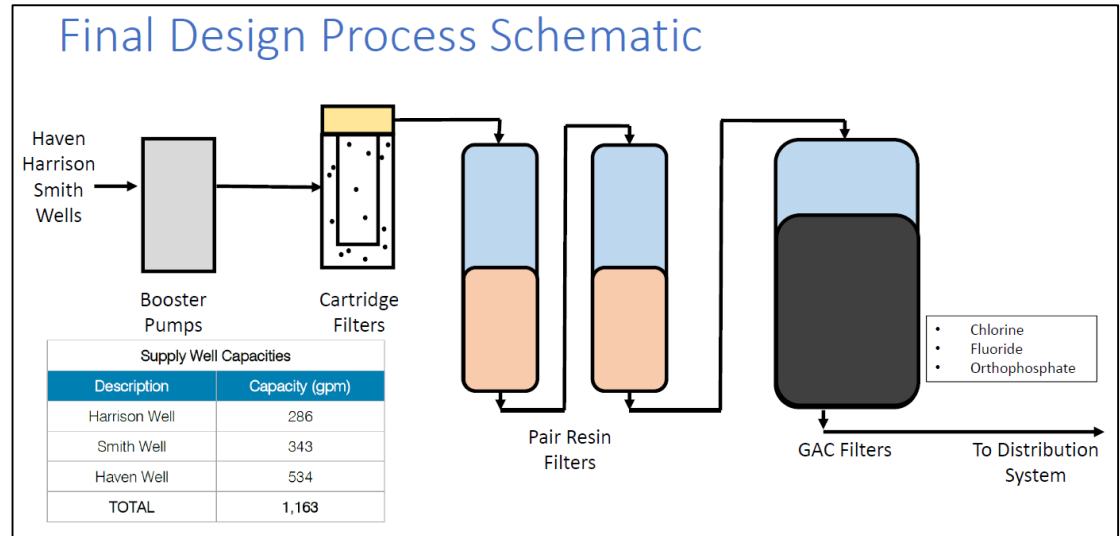 Final Design Process Schematic
Haven
Harrison
Smith
Wells
Booster
Pumps
Cartridge
Filters
Supply Well Capacities
Description Capacity (gpm)
Harrison Well 286
Smith Well 343
Haven Well 534
TOTAL 1,163
Pair Resin
Filters
• Chlorine
• Fluoride
• Orthophosphate
GAC Filters
To Distribution
System